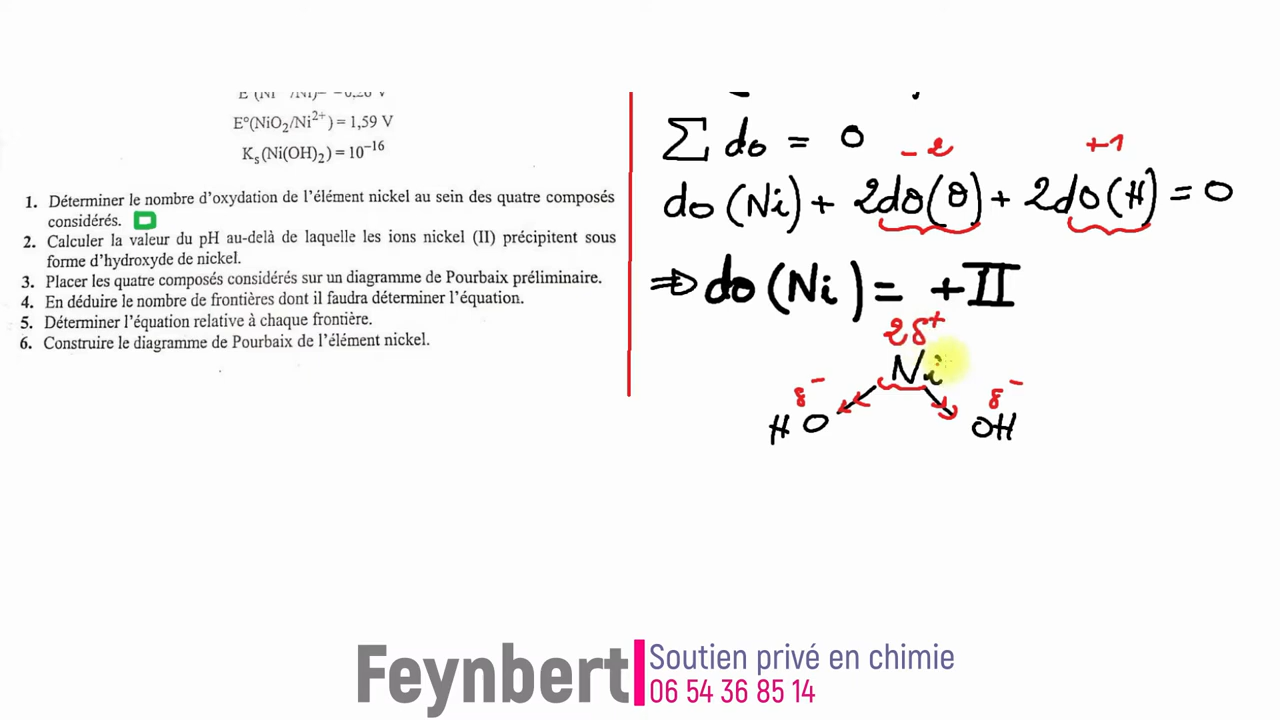 E°(NiO₂/Ni²⁺) = 1,59 V
Kₛ(Ni(OH)₂) = 10⁻¹⁶
1. Déterminer le nombre d'oxydation de l'élément nickel au sein des quatre composés
considérés.
2. Calculer la valeur du pH au-delà de laquelle les ions nickel (II) précipitent sous
forme d'hydroxyde de nickel.
3. Placer les quatre composés considérés sur un diagramme de Pourbaix préliminaire.
4. En déduire le nombre de frontières dont il faudra déterminer l'équation.
5. Déterminer l'équation relative à chaque frontière.
6. Construire le diagramme de Pourbaix de l'élément nickel.
∑ do = 0
-2 +1
do (Ni) + 2do(O) + 2do(H) = 0
⇒ do (Ni) = +II
2δ⁺
Ni
δ⁻ δ⁻
HO OH
Feynbert
Soutien privé en chimie
06 54 36 85 14